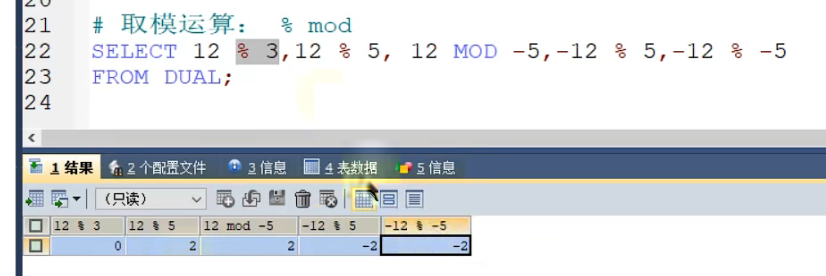 21 # 取模运算： % mod
22 SELECT 12 % 3,12 % 5, 12 MOD -5,-12 % 5,-12 % -5
23 FROM DUAL;
24
1 结果 2 个配置文件 3 信息 4 表数据 5 信息
(只读)
12 % 3 12 % 5 12 mod -5 -12 % 5 -12 % -5
0 2 2 -2 -2